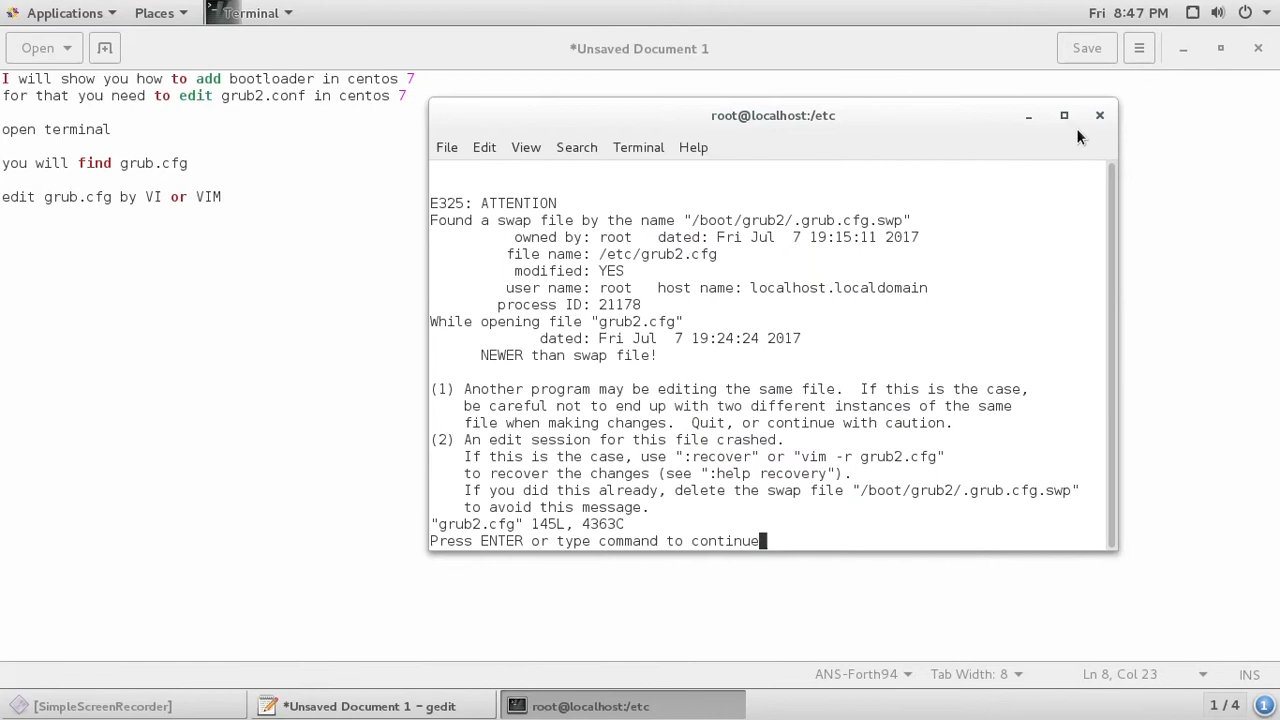 Applications Places Terminal Fri 8:47 PM
Open *Unsaved Document 1 Save
I will show you how to add bootloader in centos 7
for that you need to edit grub2.conf in centos 7
open terminal
you will find grub.cfg
edit grub.cfg by VI or VIM
root@localhost:/etc
File Edit View Search Terminal Help
E325: ATTENTION
Found a swap file by the name "/boot/grub2/.grub.cfg.swp"
owned by: root dated: Fri Jul 7 19:15:11 2017
file name: /etc/grub2.cfg
modified: YES
user name: root host name: localhost.localdomain
process ID: 21178
While opening file "grub2.cfg"
dated: Fri Jul 7 19:24:24 2017
NEWER than swap file!
(1) Another program may be editing the same file. If this is the case,
be careful not to end up with two different instances of the same
file when making changes. Quit, or continue with caution.
(2) An edit session for this file crashed.
If this is the case, use ":recover" or "vim -r grub2.cfg"
to recover the changes (see ":help recovery").
If you did this already, delete the swap file "/boot/grub2/.grub.cfg.swp"
to avoid this message.
"grub2.cfg" 145L, 4363C
Press ENTER or type command to continue
ANS-Forth94 Tab Width: 8 Ln 8, Col 23 INS
[SimpleScreenRecorder] *Unsaved Document 1 - gedit root@localhost:/etc 1 / 4 1